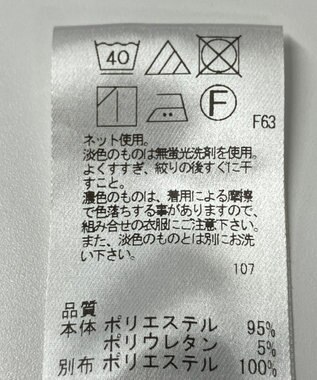 40
F
F63
ネット使用。
淡色のものは無蛍光洗剤を使用。
よくすすぎ、絞りの後すぐに干
すこと。
濃色のものは、着用による摩擦
で色落ちする事がありますので、
組み合せの衣服にご注意下さい。
また、淡色のものとは別にお洗
い下さい。
107
品質
本体 ポリエステル 95%
ポリウレタン 5%
別布 ポリエステル 100%